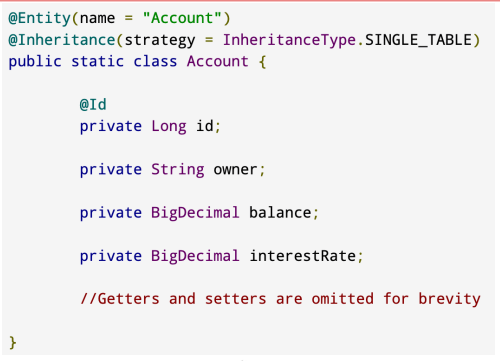 @Entity(name = "Account")
@Inheritance(strategy = InheritanceType.SINGLE_TABLE)
public static class Account {
@Id
private Long id;
private String owner;
private BigDecimal balance;
private BigDecimal interestRate;
//Getters and setters are omitted for brevity
}